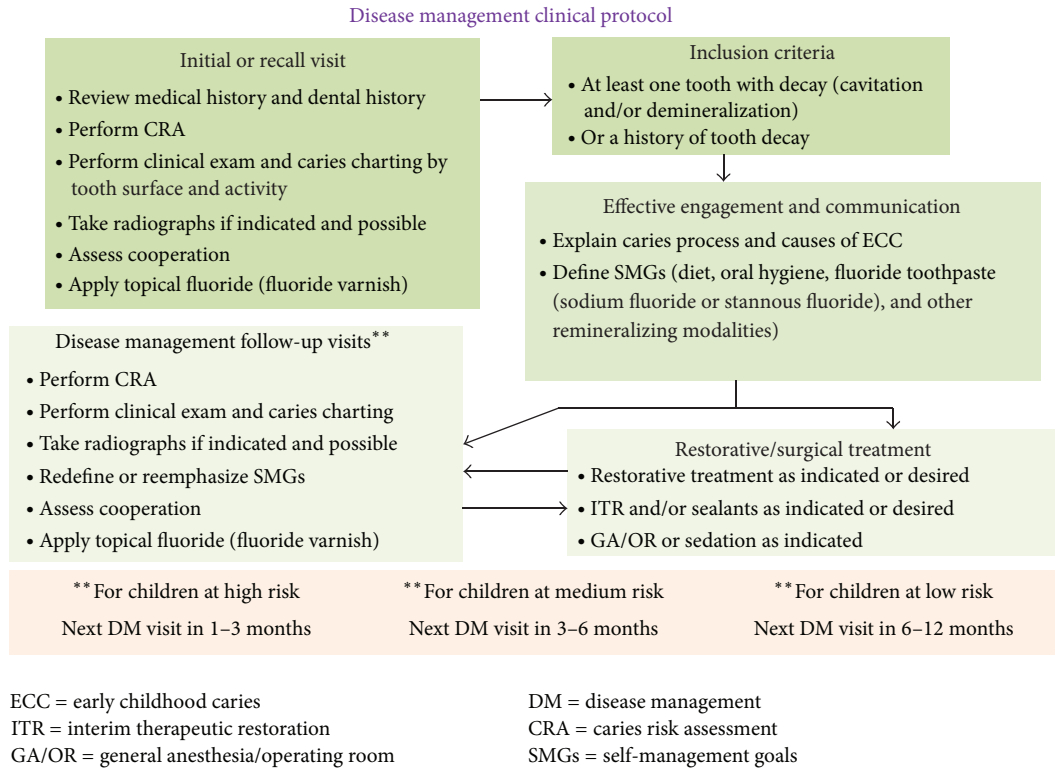 Disease management clinical protocol
Initial or recall visit
• Review medical history and dental history
• Perform CRA
• Perform clinical exam and caries charting by
tooth surface and activity
• Take radiographs if indicated and possible
• Assess cooperation
• Apply topical fluoride (fluoride varnish)
Inclusion criteria
• At least one tooth with decay (cavitation
and/or demineralization)
• Or a history of tooth decay
Effective engagement and communication
• Explain caries process and causes of ECC
• Define SMGs (diet, oral hygiene, fluoride toothpaste
(sodium fluoride or stannous fluoride), and other
remineralizing modalities)
Disease management follow-up visits**
• Perform CRA
• Perform clinical exam and caries charting
• Take radiographs if indicated and possible
• Redefine or reemphasize SMGs
• Assess cooperation
• Apply topical fluoride (fluoride varnish)
Restorative/surgical treatment
• Restorative treatment as indicated or desired
• ITR and/or sealants as indicated or desired
• GA/OR or sedation as indicated
**For children at high risk
Next DM visit in 1–3 months
**For children at medium risk
Next DM visit in 3–6 months
**For children at low risk
Next DM visit in 6–12 months
ECC = early childhood caries
ITR = interim therapeutic restoration
GA/OR = general anesthesia/operating room
DM = disease management
CRA = caries risk assessment
SMGs = self-management goals